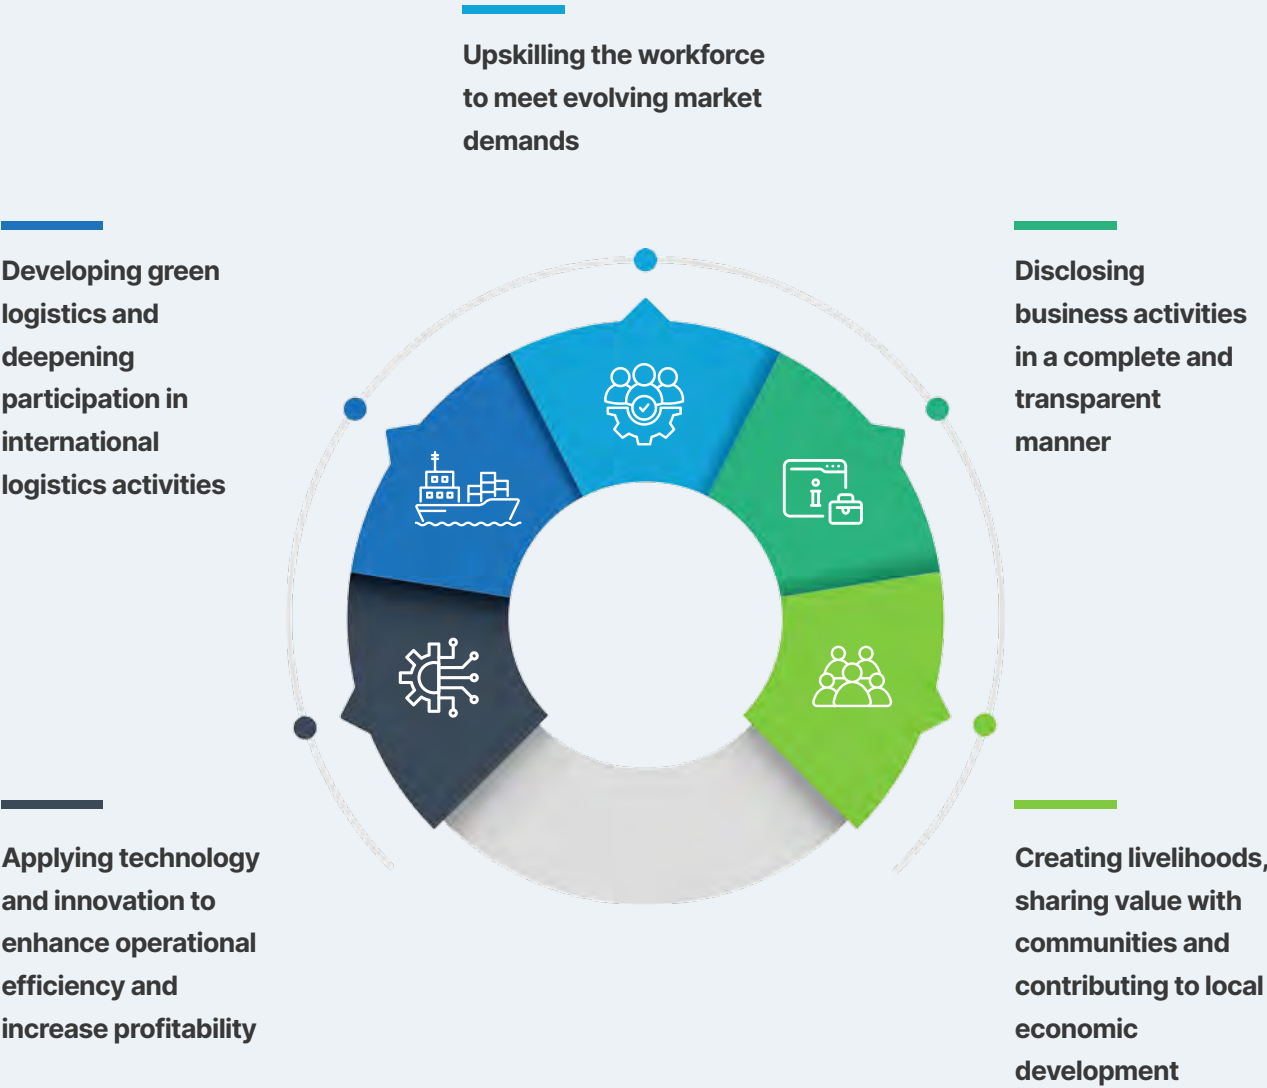 Upskilling the workforce
to meet evolving market
demands
Developing green
logistics and
deepening
participation in
international
logistics activities
Disclosing
business activities
in a complete and
transparent
manner
Applying technology
and innovation to
enhance operational
efficiency and
increase profitability
Creating livelihoods,
sharing value with
communities and
contributing to local
economic
development